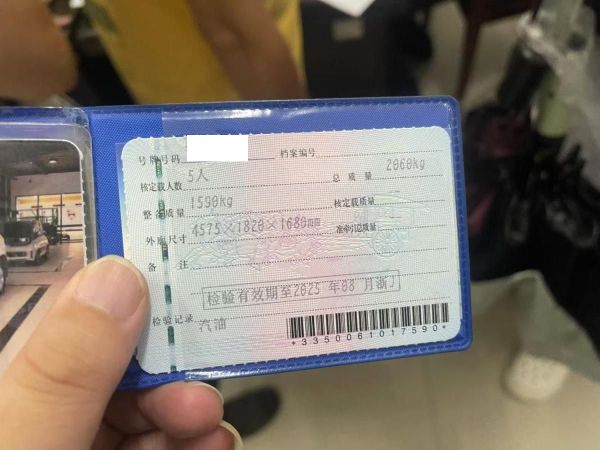 号牌号码 档案编号
核定载人数 5人 总质量 2060kg
整备质量 1590kg 核定载质量
外廓尺寸 4575×1820×1680mm 准牵引总质量
备注
检验有效期至2025年08月浙J
检验记录 汽油
*3350061017590*